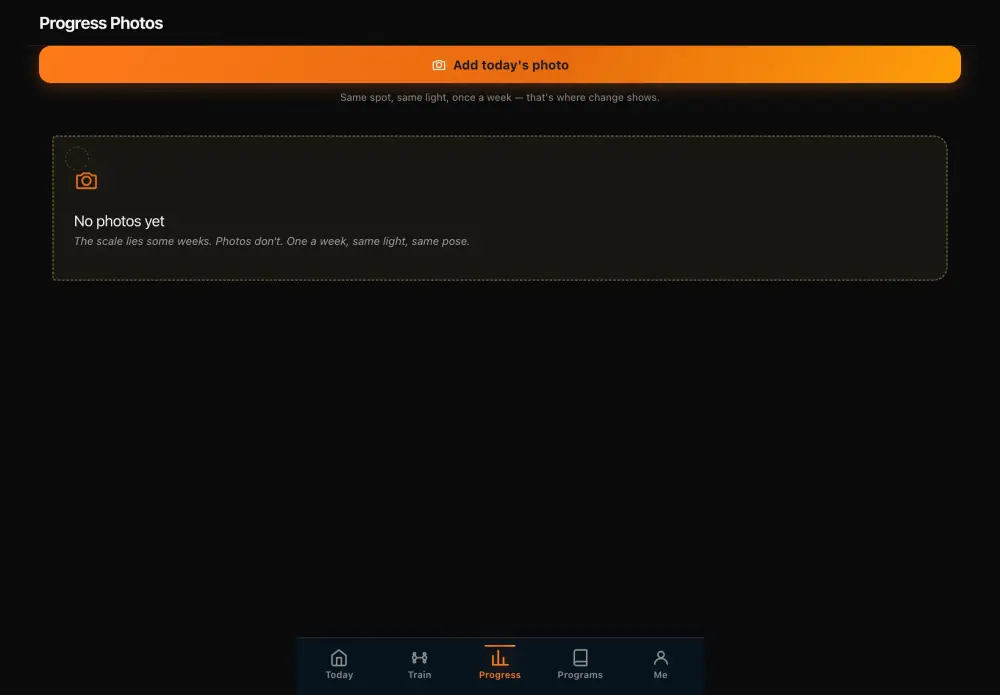 Progress Photos
Add today's photo
Same spot, same light, once a week — that's where change shows.
No photos yet
The scale lies some weeks. Photos don't. One a week, same light, same pose.
Today
Train
Progress
Programs
Me